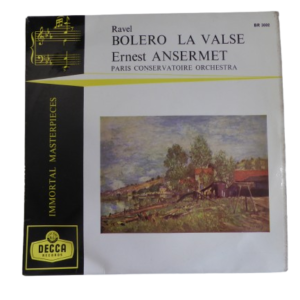 Ravel
BOLERO LA VALSE
Ernest ANSERMET
PARIS CONSERVATOIRE ORCHESTRA
IMMORTAL MASTERPIECES
DECCA
RECORDS